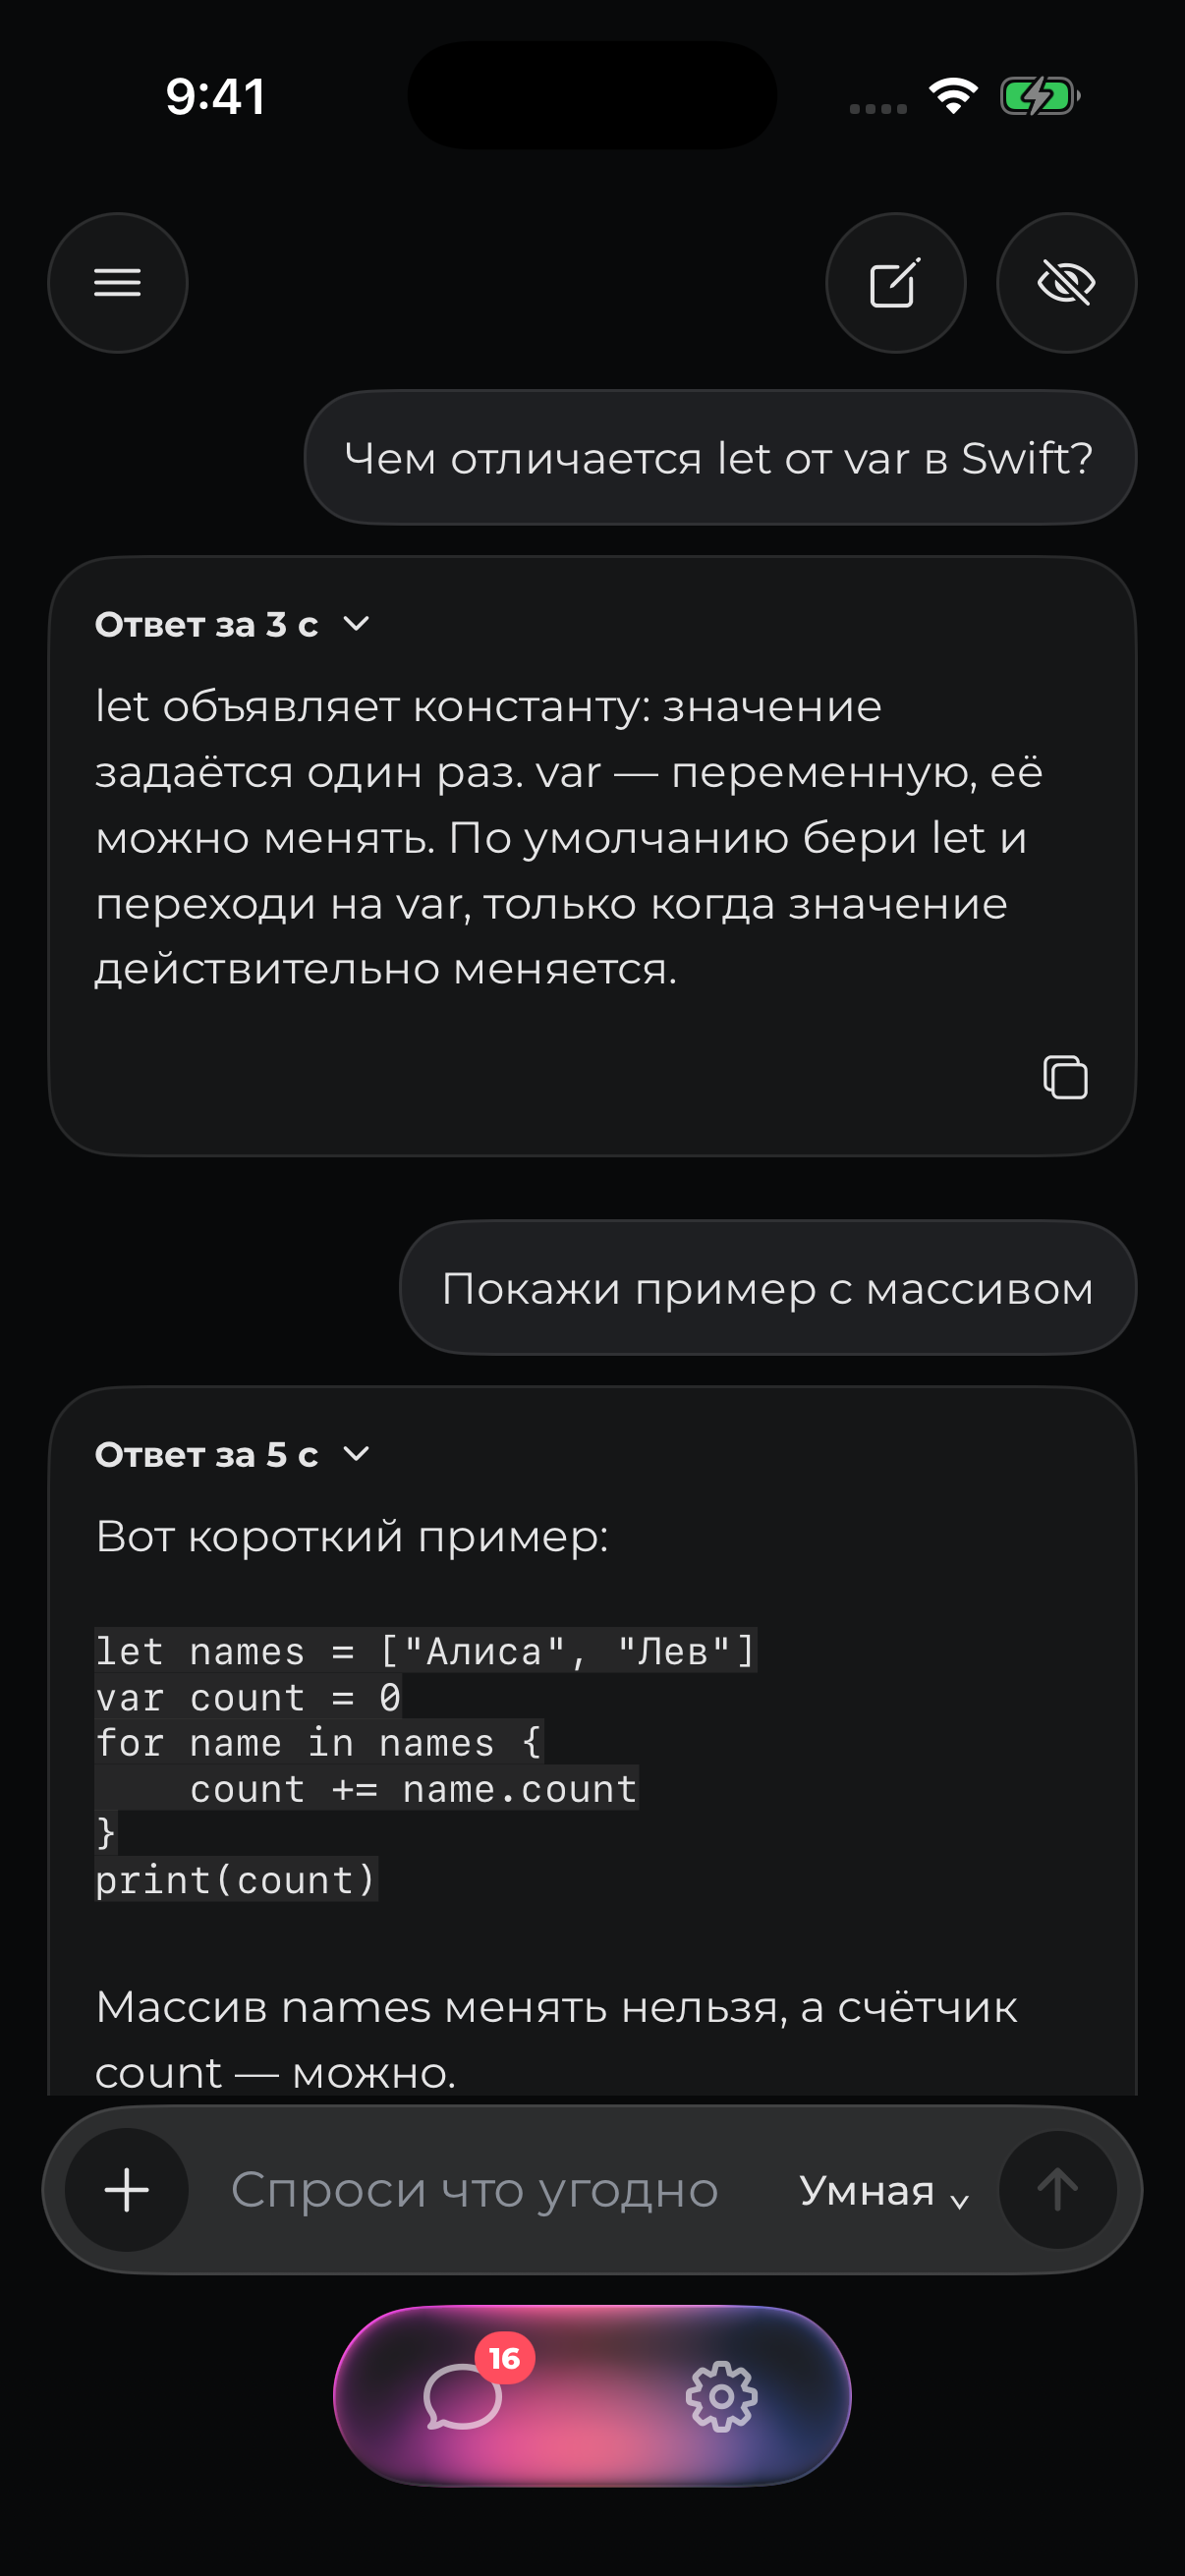 9:41
Чем отличается let от var в Swift?
Ответ за 3 с
let объявляет константу: значение
задаётся один раз. var — переменную, её
можно менять. По умолчанию бери let и
переходи на var, только когда значение
действительно меняется.
Покажи пример с массивом
Ответ за 5 с
Вот короткий пример:
let names = ["Алиса", "Лев"]
var count = 0
for name in names {
    count += name.count
}
print(count)
Массив names менять нельзя, а счётчик
count — можно.
Спроси что угодно
Умная
16